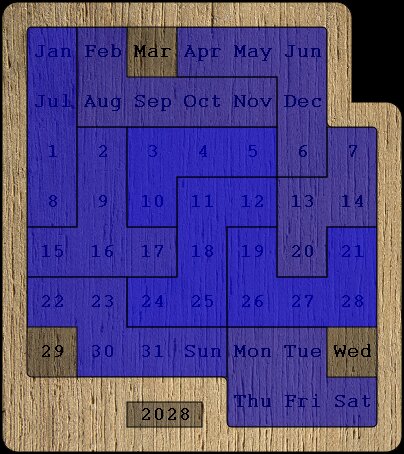 Jan Feb Mar Apr May Jun
Jul Aug Sep Oct Nov Dec
1 2 3 4 5 6 7
8 9 10 11 12 13 14
15 16 17 18 19 20 21
22 23 24 25 26 27 28
29 30 31 Sun Mon Tue Wed
Thu Fri Sat
2028